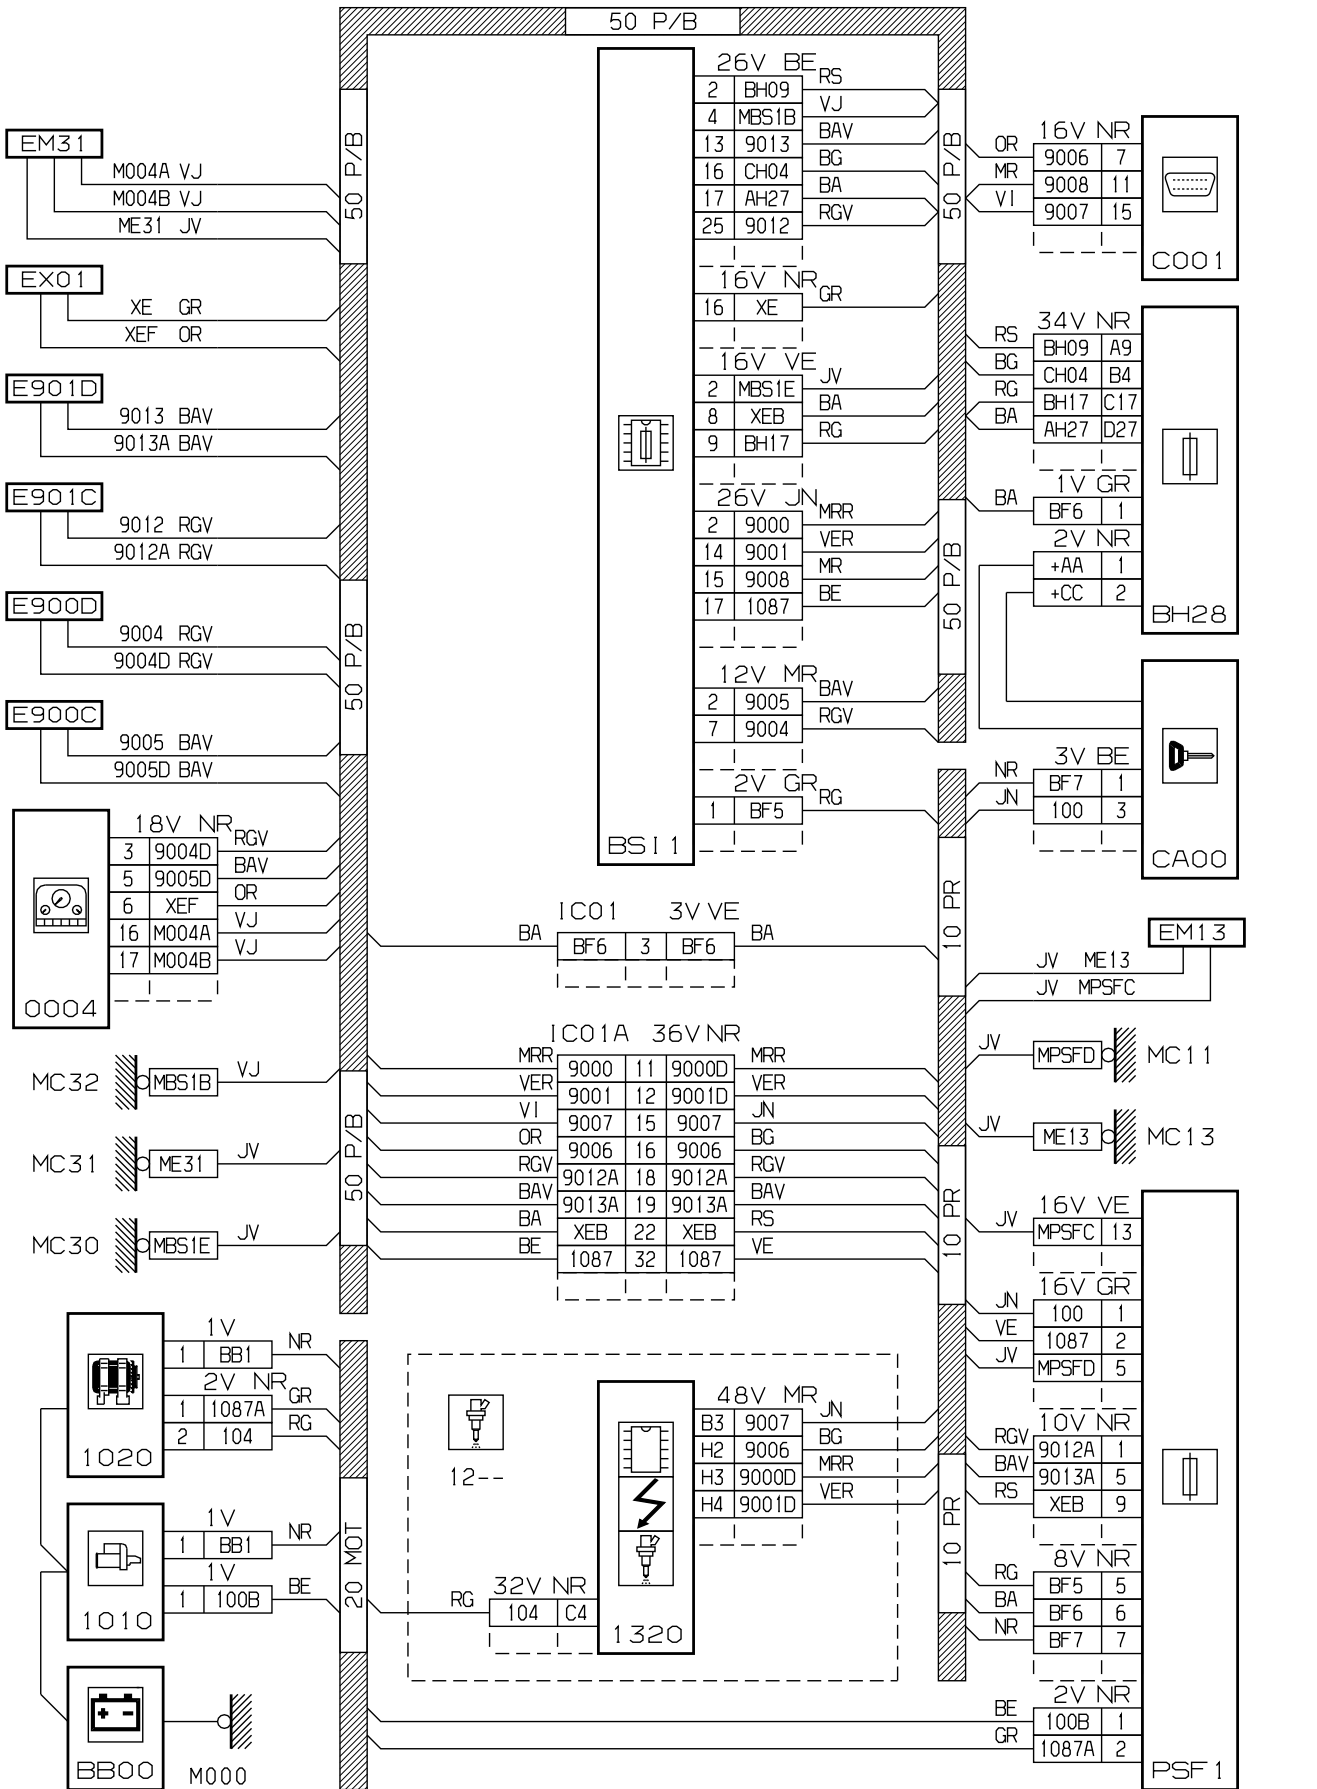 50 P/B
26V BE
2 BH09 RS
4 MBS1B VJ
13 9013 BAV
16 CH04 BG
17 AH27 BA
25 9012 RGV
16V NR
16 XE GR
16V VE
2 MBS1E JV
8 XEB BA
9 BH17 RG
26V JN
2 9000 MRR
14 9001 VER
15 9008 MR
17 1087 BE
12V MR
2 9005 BAV
7 9004 RGV
2V GR
1 BF5 RG
BSI1
EM31
M004A VJ
M004B VJ
ME31 JV
EX01
XE GR
XEF OR
E901D
9013 BAV
9013A BAV
E901C
9012 RGV
9012A RGV
E900D
9004 RGV
9004D RGV
E900C
9005 BAV
9005D BAV
50 P/B
50 P/B
50 P/B
20 MOT
18V NR
3 9004D RGV
5 9005D BAV
6 XEF OR
16 M004A VJ
17 M004B VJ
0004
MC32 MBS1B VJ
MC31 ME31 JV
MC30 MBS1E JV
1V
1 BB1 NR
2V NR
1 1087A GR
2 104 RG
1020
1V
1 BB1 NR
1V
1 100B BE
1010
BB00
M000
IC01 3V VE
BA BF6 3 BF6 BA
IC01A 36V NR
MRR 9000 11 9000D MRR
VER 9001 12 9001D VER
VI 9007 15 9007 JN
OR 9006 16 9006 BG
RGV 9012A 18 9012A RGV
BAV 9013A 19 9013A BAV
BA XEB 22 XEB RS
BE 1087 32 1087 VE
12--
48V MR
B3 9007 JN
H2 9006 BG
H3 9000D MRR
H4 9001D VER
32V NR
RG 104 C4
1320
50 P/B
50 P/B
10 PR
10 PR
10 PR
16V NR
OR 9006 7
MR 9008 11
VI 9007 15
C001
34V NR
RS BH09 A9
BG CH04 B4
RG BH17 C17
BA AH27 D27
1V GR
BA BF6 1
2V NR
+AA 1
+CC 2
BH28
3V BE
NR BF7 1
JN 100 3
CA00
EM13
JV ME13
JV MPSFC
JV MPSFD MC11
JV ME13 MC13
16V VE
JV MPSFC 13
16V GR
JN 100 1
VE 1087 2
JV MPSFD 5
10V NR
RGV 9012A 1
BAV 9013A 5
RS XEB 9
8V NR
RG BF5 5
BA BF6 6
NR BF7 7
2V NR
BE 100B 1
GR 1087A 2
PSF1